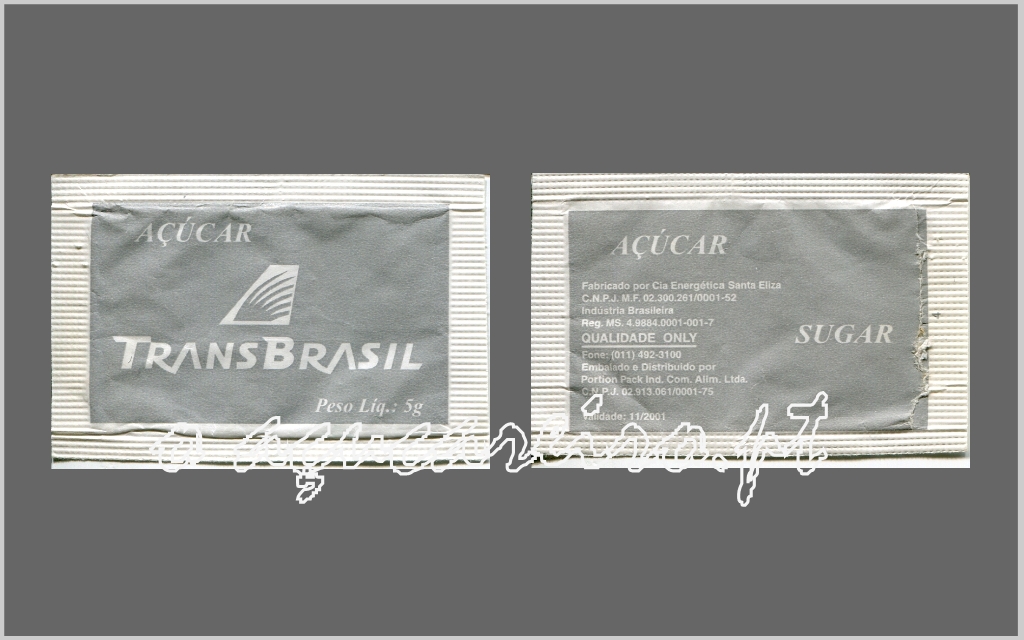 AÇÚCAR
TRANSBRASIL
Peso Liq.: 5g
AÇÚCAR
Fabricado por Cia Energética Santa Eliza
C.N.P.J. M.F. 02.300.261/0001-52
Indústria Brasileira
Reg. MS. 4.9884.0001-001-7
QUALIDADE ONLY
Fone: (011) 492-3100
Embalado e Distribuido por
Portion Pack Ind. Com. Alim. Ltda.
C.N.P.J. 02.913.061/0001-75
Validade: 11/2001
SUGAR